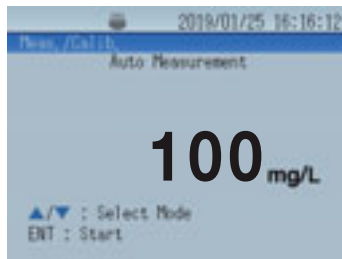 2019/01/25 16:16:12
Meas./Calib.
Auto Measurement
100 mg/L
▲/▼ : Select Mode
ENT : Start